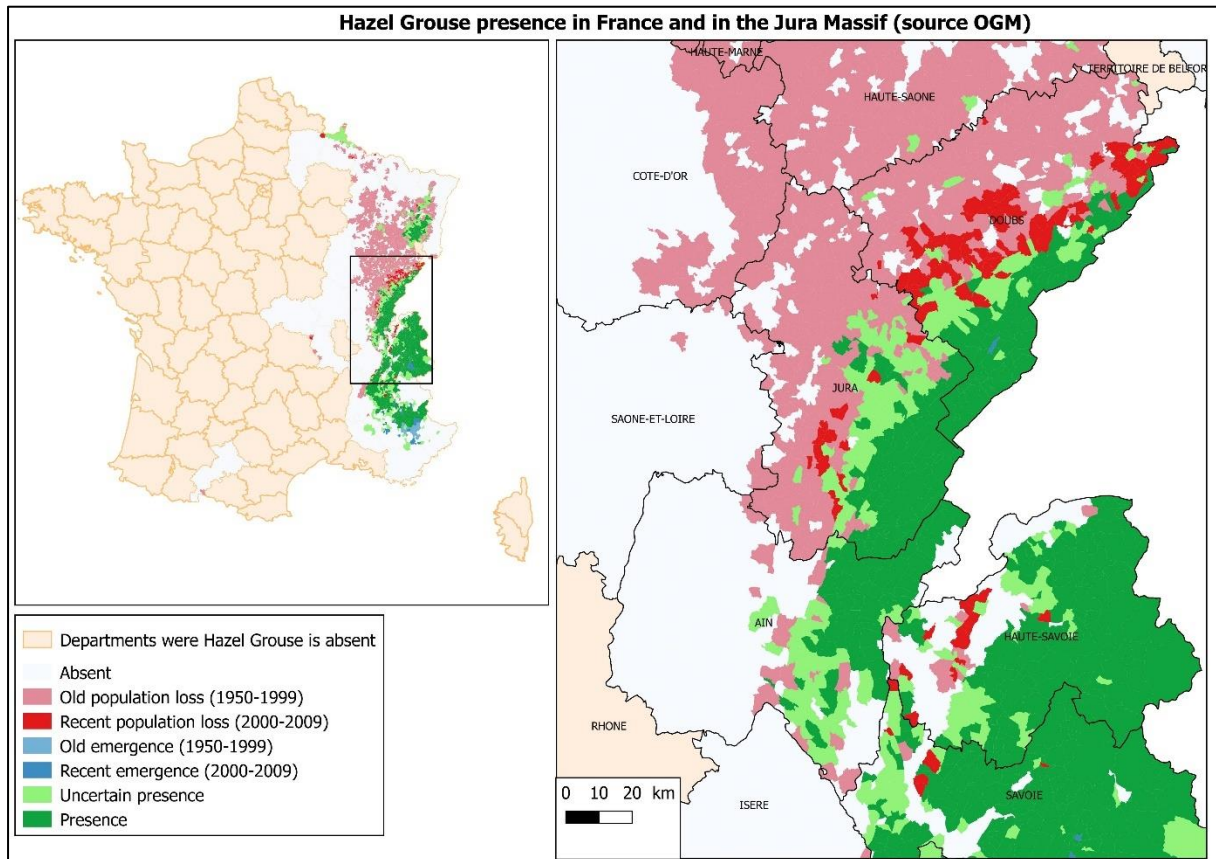 Hazel Grouse presence in France and in the Jura Massif (source OGM)
HAUTE-MARNE
TERRITOIRE DE BELFOR
HAUTE-SAONE
COTE-D'OR
DOUBS
JURA
SAONE-ET-LOIRE
AIN
HAUTE-SAVOIE
RHONE
ISERE
SAVOIE
0 10 20 km
Departments were Hazel Grouse is absent
Absent
Old population loss (1950-1999)
Recent population loss (2000-2009)
Old emergence (1950-1999)
Recent emergence (2000-2009)
Uncertain presence
Presence